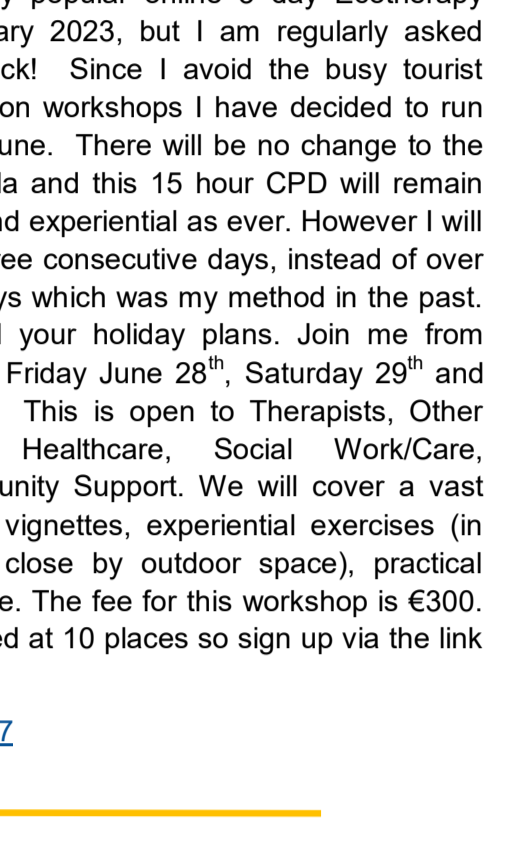 ary 2023, but I am regularly asked
ck! Since I avoid the busy tourist
on workshops I have decided to run
une. There will be no change to the
la and this 15 hour CPD will remain
nd experiential as ever. However I will
ee consecutive days, instead of over
ys which was my method in the past.
your holiday plans. Join me from
Friday June 28th, Saturday 29th and
This is open to Therapists, Other
Healthcare, Social Work/Care,
unity Support. We will cover a vast
vignettes, experiential exercises (in
close by outdoor space), practical
e. The fee for this workshop is €300.
ed at 10 places so sign up via the link
7